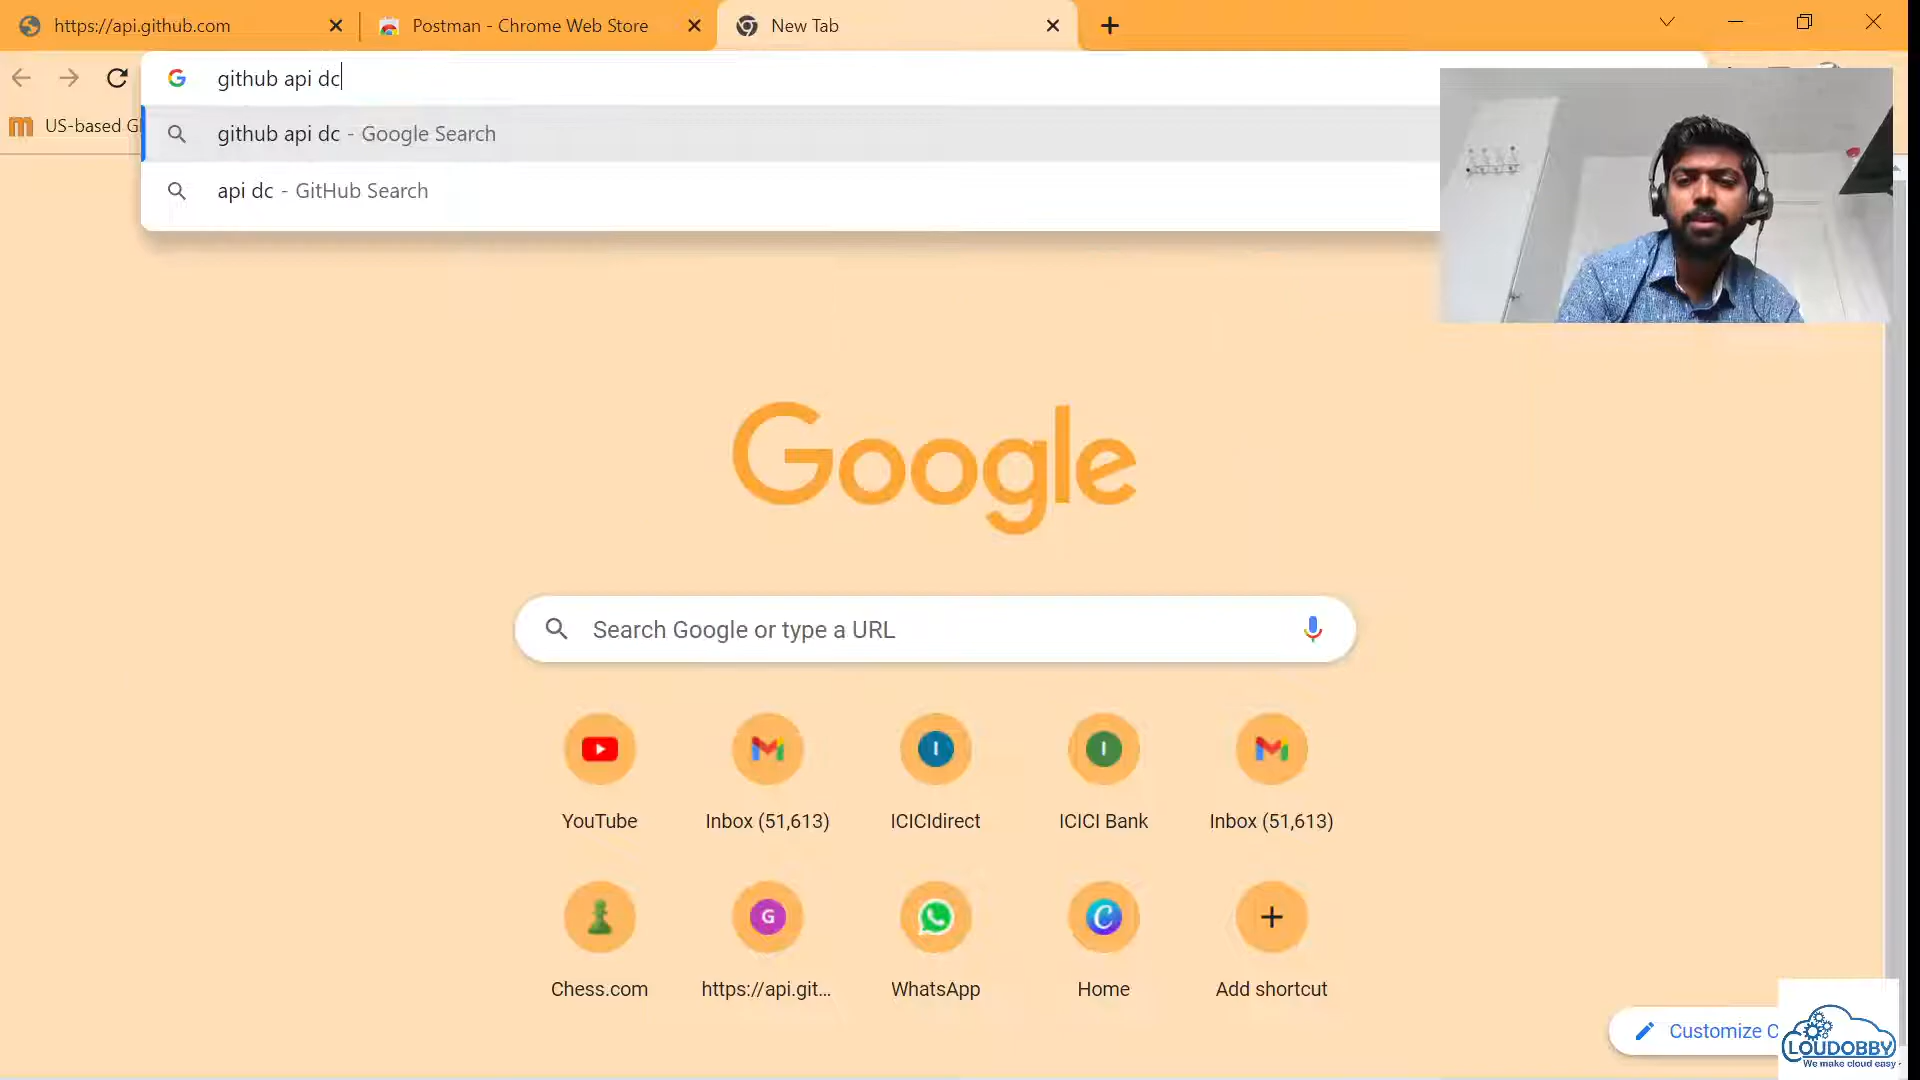 https://api.github.com
Postman - Chrome Web Store
New Tab
github api dc
US-based G
github api dc - Google Search
api dc - GitHub Search
Google
Search Google or type a URL
YouTube
Inbox (51,613)
ICICIdirect
ICICI Bank
Inbox (51,613)
Chess.com
https://api.git...
WhatsApp
Home
Add shortcut
Customize C
LOUDOBBY
We make cloud easy